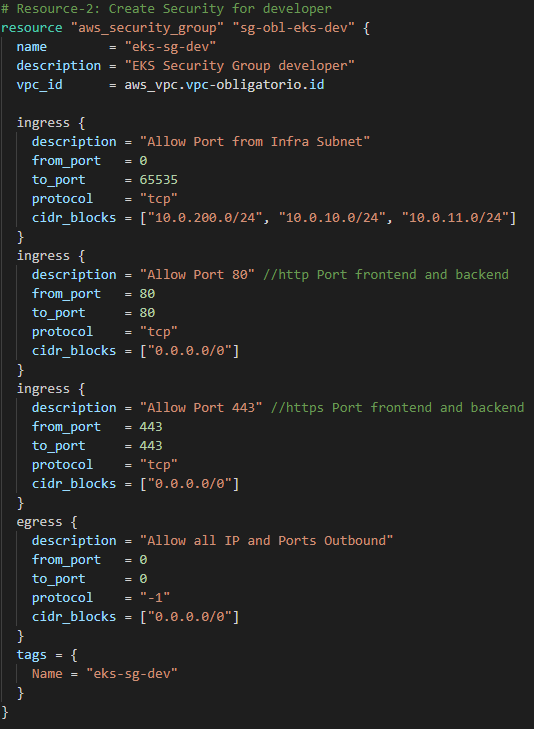 # Resource-2: Create Security for developer
resource "aws_security_group" "sg-obl-eks-dev" {
  name        = "eks-sg-dev"
  description = "EKS Security Group developer"
  vpc_id      = aws_vpc.vpc-obligatorio.id

  ingress {
    description = "Allow Port from Infra Subnet"
    from_port   = 0
    to_port     = 65535
    protocol    = "tcp"
    cidr_blocks = ["10.0.200.0/24", "10.0.10.0/24", "10.0.11.0/24"]
  }
  ingress {
    description = "Allow Port 80" //http Port frontend and backend
    from_port   = 80
    to_port     = 80
    protocol    = "tcp"
    cidr_blocks = ["0.0.0.0/0"]
  }
  ingress {
    description = "Allow Port 443" //https Port frontend and backend
    from_port   = 443
    to_port     = 443
    protocol    = "tcp"
    cidr_blocks = ["0.0.0.0/0"]
  }
  egress {
    description = "Allow all IP and Ports Outbound"
    from_port   = 0
    to_port     = 0
    protocol    = "-1"
    cidr_blocks = ["0.0.0.0/0"]
  }
  tags = {
    Name = "eks-sg-dev"
  }
}